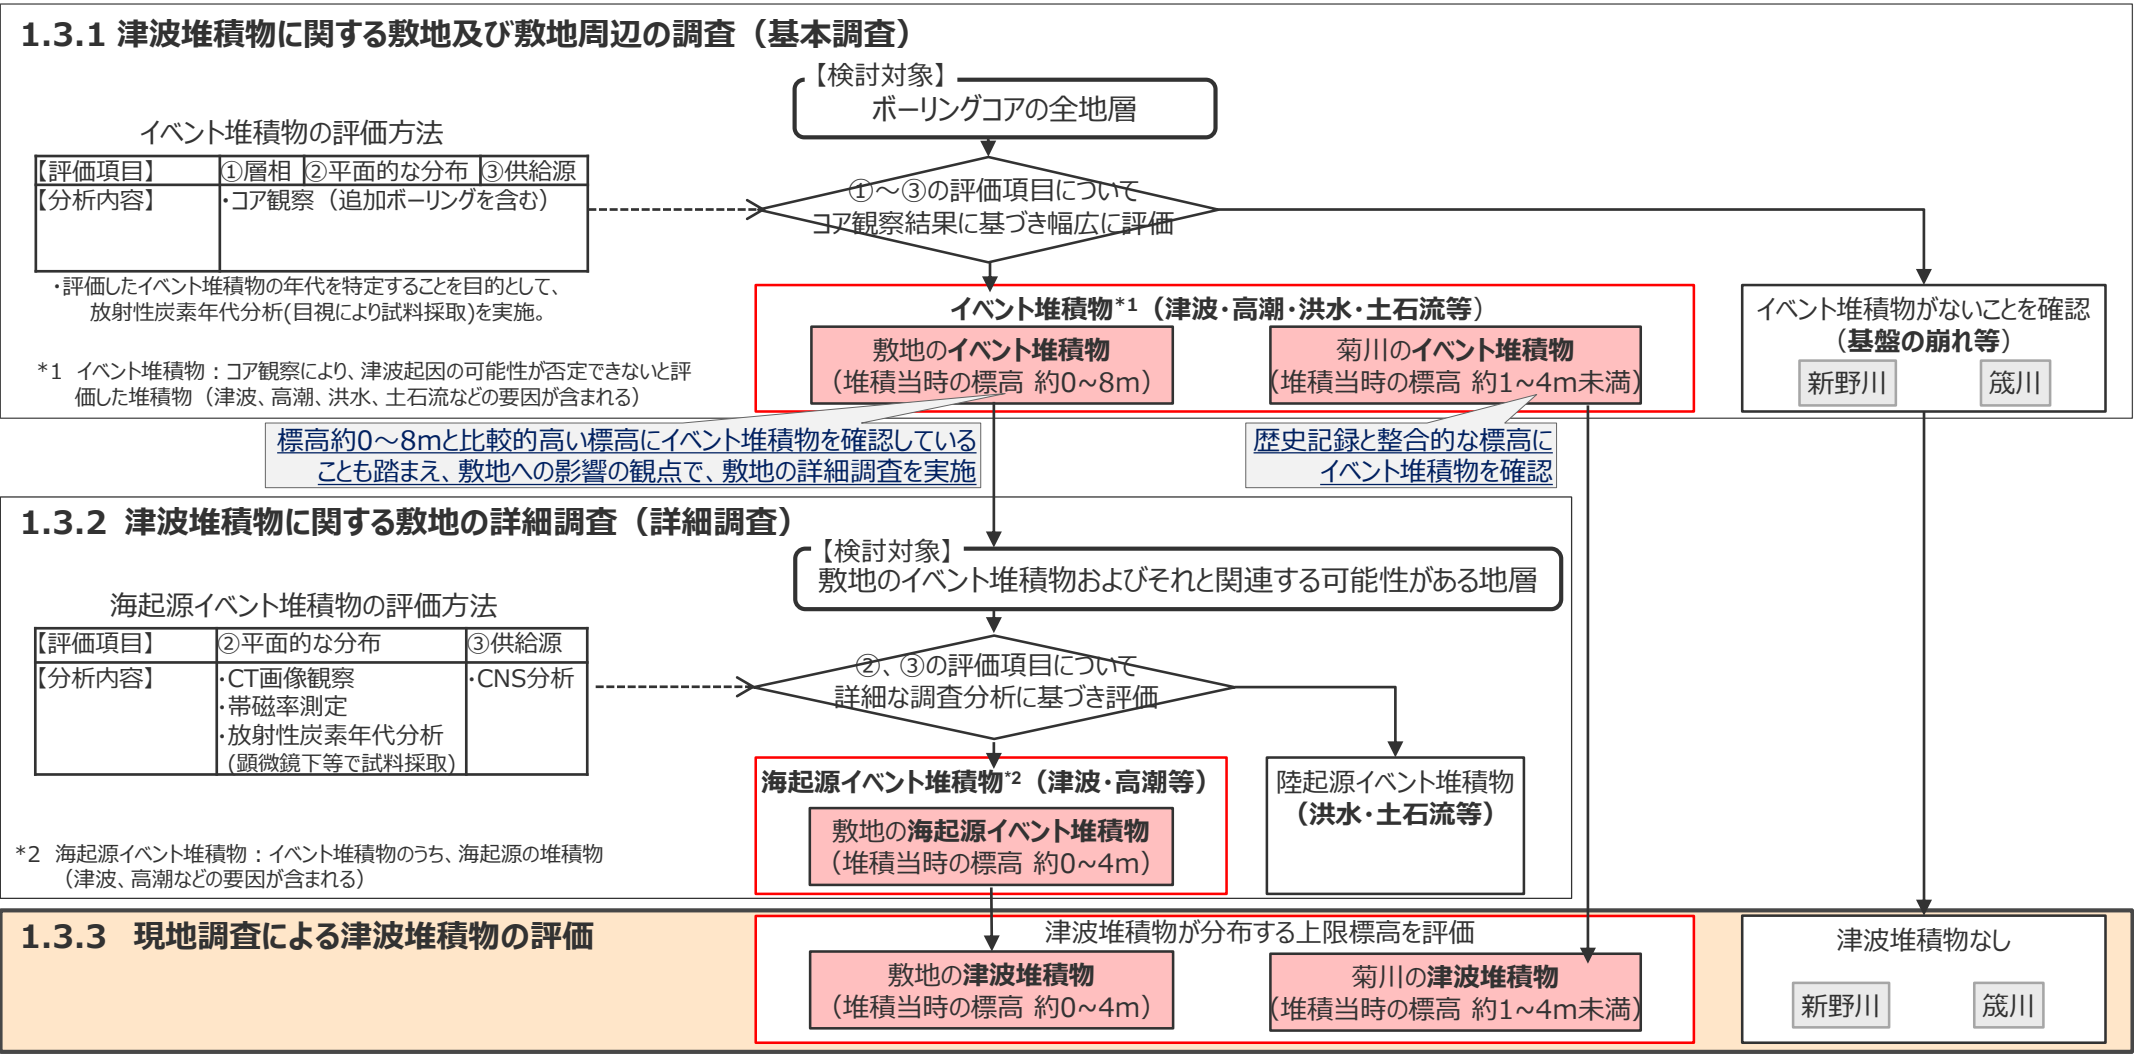 1.3.1 津波堆積物に関する敷地及び敷地周辺の調査（基本調査）
【検討対象】
ボーリングコアの全地層
イベント堆積物の評価方法
【評価項目】 ①層相 ②平面的な分布 ③供給源
【分析内容】 ・コア観察（追加ボーリングを含む）
・評価したイベント堆積物の年代を特定することを目的として、
放射性炭素年代分析(目視により試料採取)を実施。
*1 イベント堆積物：コア観察により、津波起因の可能性が否定できないと評
価した堆積物（津波、高潮、洪水、土石流などの要因が含まれる）
①～③の評価項目について
コア観察結果に基づき幅広に評価
イベント堆積物*1（津波・高潮・洪水・土石流等）
敷地のイベント堆積物
（堆積当時の標高 約0~8m）
菊川のイベント堆積物
（堆積当時の標高 約1~4m未満）
イベント堆積物がないことを確認
（基盤の崩れ等）
新野川 筬川
標高約0～8mと比較的高い標高にイベント堆積物を確認している
ことも踏まえ、敷地への影響の観点で、敷地の詳細調査を実施
歴史記録と整合的な標高に
イベント堆積物を確認
1.3.2 津波堆積物に関する敷地の詳細調査（詳細調査）
【検討対象】
敷地のイベント堆積物およびそれと関連する可能性がある地層
海起源イベント堆積物の評価方法
【評価項目】 ②平面的な分布 ③供給源
【分析内容】 ・CT画像観察 ・CNS分析
・帯磁率測定
・放射性炭素年代分析
(顕微鏡下等で試料採取)
②、③の評価項目について
詳細な調査分析に基づき評価
海起源イベント堆積物*2（津波・高潮等）
敷地の海起源イベント堆積物
（堆積当時の標高 約0~4m）
陸起源イベント堆積物
（洪水・土石流等）
*2 海起源イベント堆積物：イベント堆積物のうち、海起源の堆積物
（津波、高潮などの要因が含まれる）
1.3.3 現地調査による津波堆積物の評価
津波堆積物が分布する上限標高を評価
敷地の津波堆積物
（堆積当時の標高 約0~4m）
菊川の津波堆積物
（堆積当時の標高 約1~4m未満）
津波堆積物なし
新野川 筬川